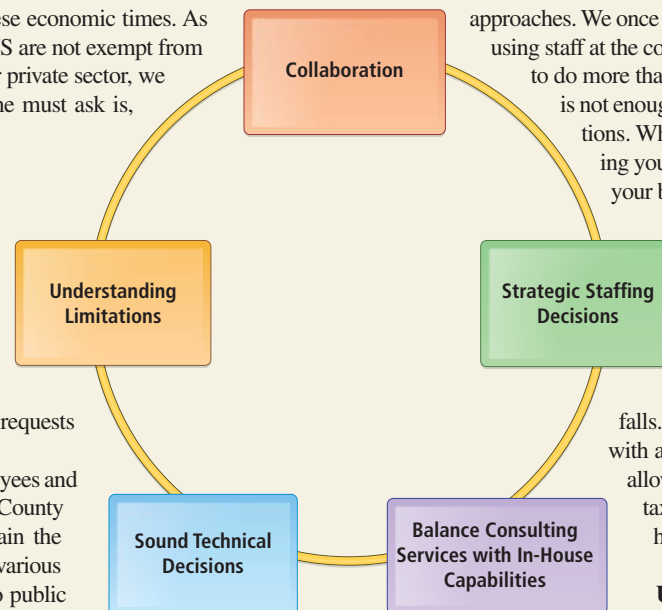 ese economic times. As
S are not exempt from
r private sector, we
ne must ask is,
approaches. We once
using staff at the co
to do more tha
is not enoug
tions. Wh
ing you
your b
Collaboration
Understanding
Limitations
Strategic Staffing
Decisions
requests
yees and
County
ain the
various
o public
falls.
with a
allov
tax
h
U
Sound Technical
Decisions
Balance Consulting
Services with In-House
Capabilities